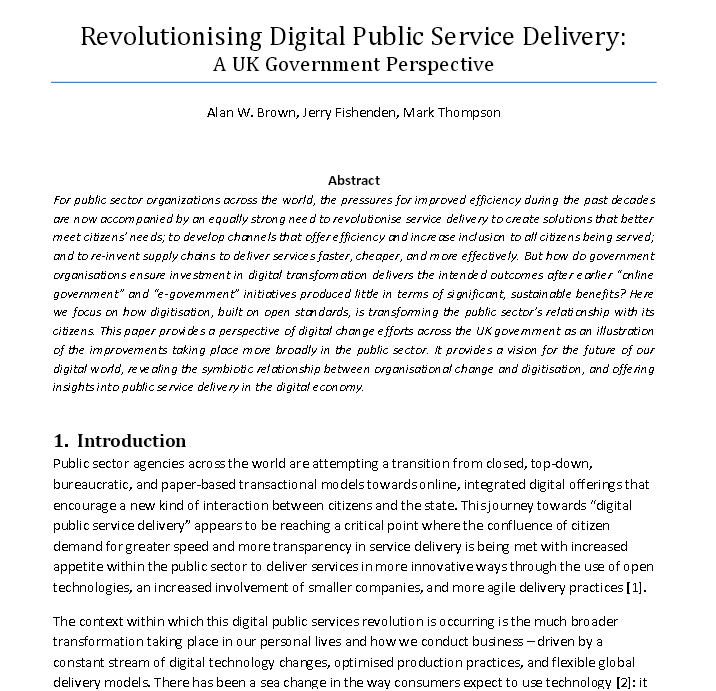 Revolutionising Digital Public Service Delivery:
A UK Government Perspective
Alan W. Brown, Jerry Fishenden, Mark Thompson
Abstract
For public sector organizations across the world, the pressures for improved efficiency during the past decades
are now accompanied by an equally strong need to revolutionise service delivery to create solutions that better
meet citizens' needs; to develop channels that offer efficiency and increase inclusion to all citizens being served;
and to re-invent supply chains to deliver services faster, cheaper, and more effectively. But how do government
organisations ensure investment in digital transformation delivers the intended outcomes after earlier "online
government" and "e-government" initiatives produced little in terms of significant, sustainable benefits? Here
we focus on how digitisation, built on open standards, is transforming the public sector's relationship with its
citizens. This paper provides a perspective of digital change efforts across the UK government as an illustration
of the improvements taking place more broadly in the public sector. It provides a vision for the future of our
digital world, revealing the symbiotic relationship between organisational change and digitisation, and offering
insights into public service delivery in the digital economy.
1. Introduction
Public sector agencies across the world are attempting a transition from closed, top-down,
bureaucratic, and paper-based transactional models towards online, integrated digital offerings that
encourage a new kind of interaction between citizens and the state. This journey towards "digital
public service delivery" appears to be reaching a critical point where the confluence of citizen
demand for greater speed and more transparency in service delivery is being met with increased
appetite within the public sector to deliver services in more innovative ways through the use of open
technologies, an increased involvement of smaller companies, and more agile delivery practices [1].
The context within which this digital public services revolution is occurring is the much broader
transformation taking place in our personal lives and how we conduct business – driven by a
constant stream of digital technology changes, optimised production practices, and flexible global
delivery models. There has been a sea change in the way consumers expect to use technology [2]: it